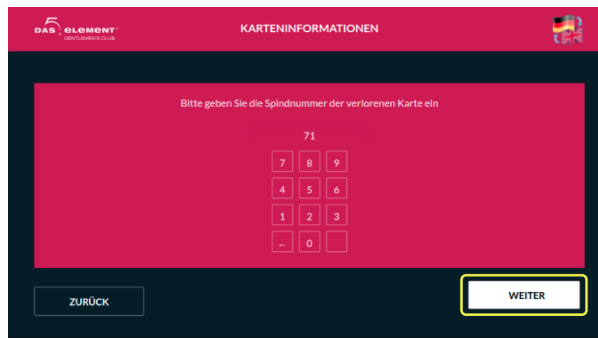 5
DAS ELEMENT
GENTLEMEN'S CLUB
KARTENINFORMATIONEN
Bitte geben Sie die Spindnummer der verlorenen Karte ein
71
7 8 9
4 5 6
1 2 3
← 0
ZURÜCK
WEITER